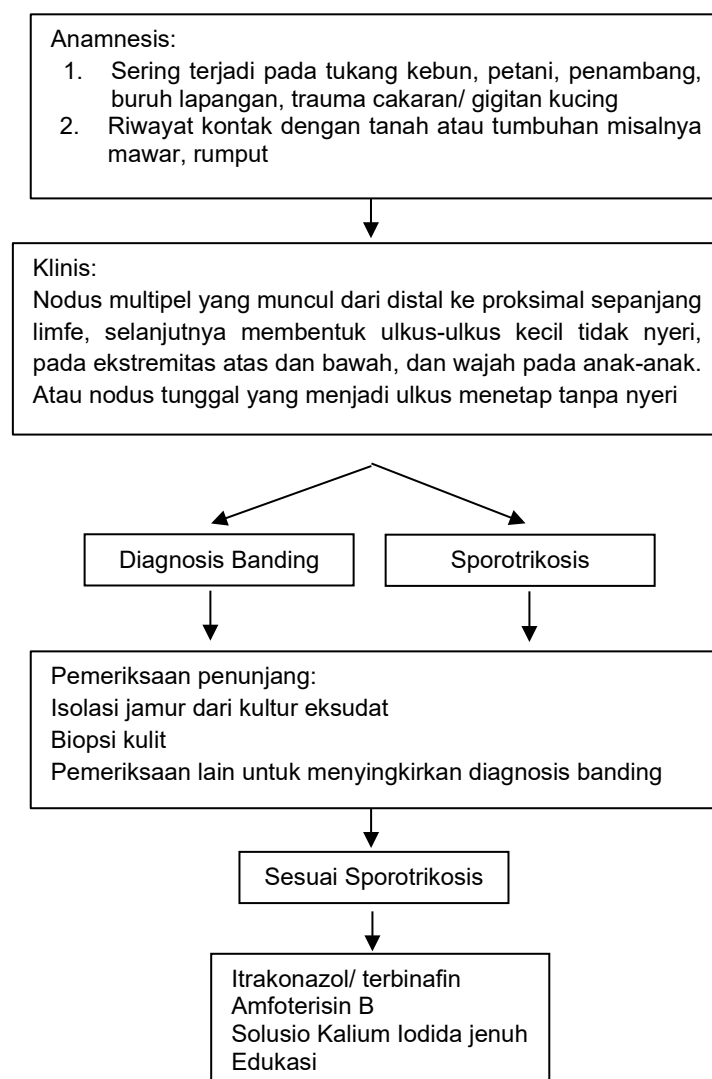 Anamnesis:
1. Sering terjadi pada tukang kebun, petani, penambang,
buruh lapangan, trauma cakaran/ gigitan kucing
2. Riwayat kontak dengan tanah atau tumbuhan misalnya
mawar, rumput
Klinis:
Nodus multipel yang muncul dari distal ke proksimal sepanjang
limfe, selanjutnya membentuk ulkus-ulkus kecil tidak nyeri,
pada ekstremitas atas dan bawah, dan wajah pada anak-anak.
Atau nodus tunggal yang menjadi ulkus menetap tanpa nyeri
Diagnosis Banding
Sporotrikosis
Pemeriksaan penunjang:
Isolasi jamur dari kultur eksudat
Biopsi kulit
Pemeriksaan lain untuk menyingkirkan diagnosis banding
Sesuai Sporotrikosis
Itrakonazol/ terbinafin
Amfoterisin B
Solusio Kalium Iodida jenuh
Edukasi